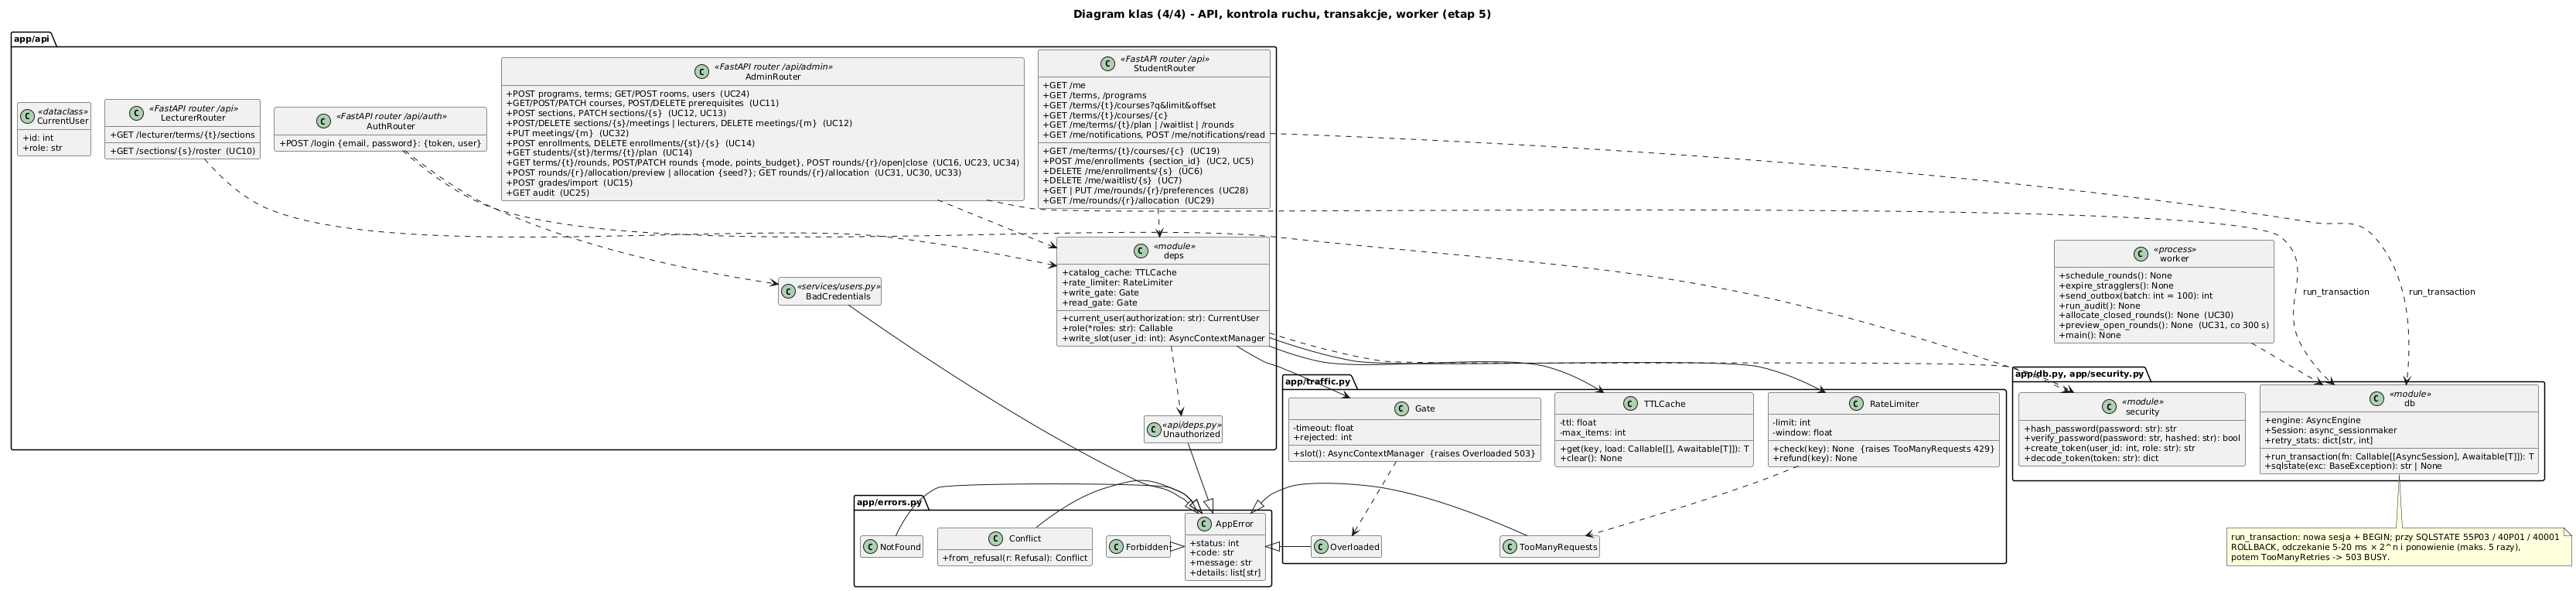 Diagram klas (4/4) - API, kontrola ruchu, transakcje, worker (etap 5)
app/api
«dataclass»
CurrentUser
+id: int
+role: str
«FastAPI router /api»
LecturerRouter
+GET /lecturer/terms/{t}/sections
+GET /sections/{s}/roster (UC10)
«FastAPI router /api/auth»
AuthRouter
+POST /login {email, password}: {token, user}
«FastAPI router /api/admin»
AdminRouter
+POST programs, terms; GET/POST rooms, users (UC24)
+GET/POST/PATCH courses, POST/DELETE prerequisites (UC11)
+POST sections, PATCH sections/{s} (UC12, UC13)
+POST/DELETE sections/{s}/meetings | lecturers, DELETE meetings/{m} (UC12)
+PUT meetings/{m} (UC32)
+POST enrollments, DELETE enrollments/{st}/{s} (UC14)
+GET students/{st}/terms/{t}/plan (UC14)
+GET terms/{t}/rounds, POST/PATCH rounds {mode, points_budget}, POST rounds/{r}/open|close (UC16, UC23, UC34)
+POST rounds/{r}/allocation/preview | allocation {seed?}; GET rounds/{r}/allocation (UC31, UC30, UC33)
+POST grades/import (UC15)
+GET audit (UC25)
«FastAPI router /api»
StudentRouter
+GET /me
+GET /terms, /programs
+GET /terms/{t}/courses?q&limit&offset
+GET /terms/{t}/courses/{c}
+GET /me/terms/{t}/plan | /waitlist | /rounds
+GET /me/notifications, POST /me/notifications/read
+GET /me/terms/{t}/courses/{c} (UC19)
+POST /me/enrollments {section_id} (UC2, UC5)
+DELETE /me/enrollments/{s} (UC6)
+DELETE /me/waitlist/{s} (UC7)
+GET | PUT /me/rounds/{r}/preferences (UC28)
+GET /me/rounds/{r}/allocation (UC29)
«module»
deps
+catalog_cache: TTLCache
+rate_limiter: RateLimiter
+write_gate: Gate
+read_gate: Gate
+current_user(authorization: str): CurrentUser
+role(*roles: str): Callable
+write_slot(user_id: int): AsyncContextManager
«services/users.py»
BadCredentials
«api/deps.py»
Unauthorized
«process»
worker
+schedule_rounds(): None
+expire_stragglers(): None
+send_outbox(batch: int = 100): int
+run_audit(): None
+allocate_closed_rounds(): None (UC30)
+preview_open_rounds(): None (UC31, co 300 s)
+main(): None
run_transaction
run_transaction
app/traffic.py
Gate
-timeout: float
+rejected: int
+slot(): AsyncContextManager {raises Overloaded 503}
TTLCache
-ttl: float
-max_items: int
+get(key, load: Callable[[], Awaitable[T]]): T
+clear(): None
RateLimiter
-limit: int
-window: float
+check(key): None {raises TooManyRequests 429}
+refund(key): None
Overloaded
TooManyRequests
app/db.py, app/security.py
«module»
security
+hash_password(password: str): str
+verify_password(password: str, hashed: str): bool
+create_token(user_id: int, role: str): str
+decode_token(token: str): dict
«module»
db
+engine: AsyncEngine
+Session: async_sessionmaker
+retry_stats: dict[str, int]
+run_transaction(fn: Callable[[AsyncSession], Awaitable[T]]): T
+sqlstate(exc: BaseException): str | None
app/errors.py
NotFound
Conflict
+from_refusal(r: Refusal): Conflict
Forbidden
AppError
+status: int
+code: str
+message: str
+details: list[str]
run_transaction: nowa sesja + BEGIN; przy SQLSTATE 55P03 / 40P01 / 40001
ROLLBACK, odczekanie 5-20 ms × 2^n i ponowienie (maks. 5 razy),
potem TooManyRetries -> 503 BUSY.